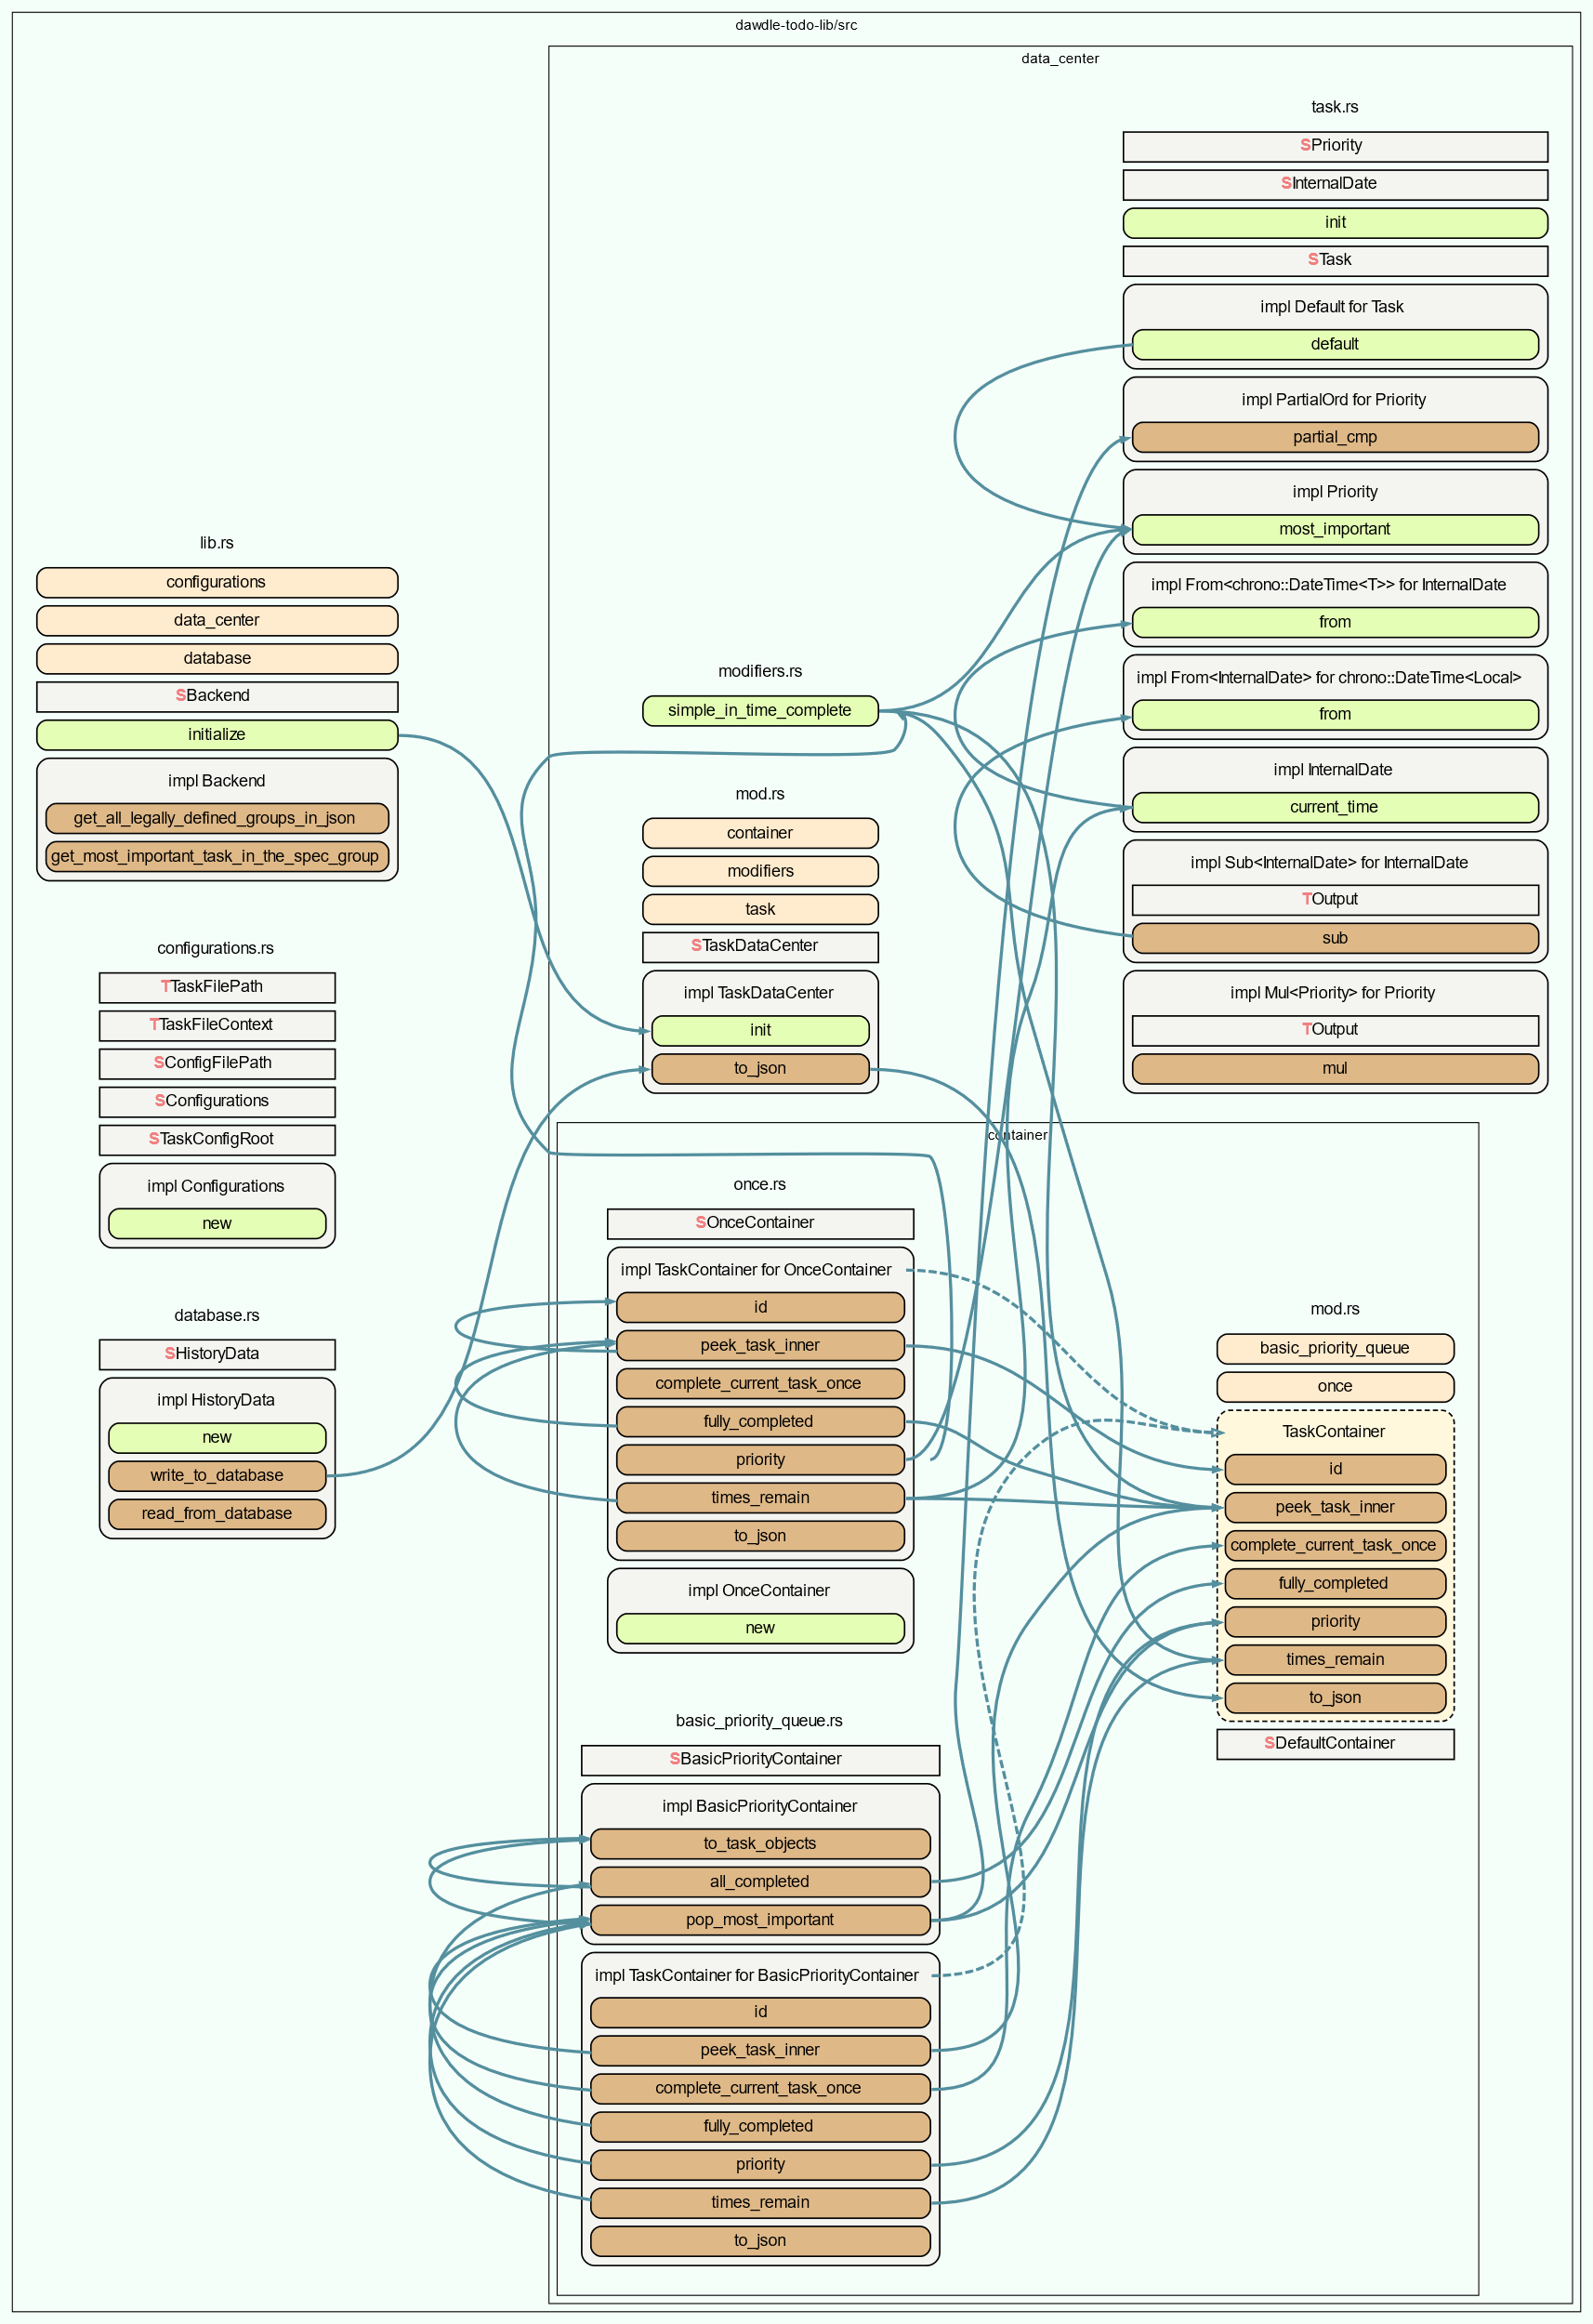 dawdle-todo-lib/src
lib.rs
configurations
data_center
database
SBackend
initialize
impl Backend
get_all_legally_defined_groups_in_json
get_most_important_task_in_the_spec_group
configurations.rs
TTaskFilePath
TTaskFileContext
SConfigFilePath
SConfigurations
STaskConfigRoot
impl Configurations
new
database.rs
SHistoryData
impl HistoryData
new
write_to_database
read_from_database
data_center
modifiers.rs
simple_in_time_complete
mod.rs
container
modifiers
task
STaskDataCenter
impl TaskDataCenter
init
to_json
task.rs
SPriority
SInternalDate
init
STask
impl Default for Task
default
impl PartialOrd for Priority
partial_cmp
impl Priority
most_important
impl From<chrono::DateTime<T>> for InternalDate
from
impl From<InternalDate> for chrono::DateTime<Local>
from
impl InternalDate
current_time
impl Sub<InternalDate> for InternalDate
TOutput
sub
impl Mul<Priority> for Priority
TOutput
mul
container
once.rs
SOnceContainer
impl TaskContainer for OnceContainer
id
peek_task_inner
complete_current_task_once
fully_completed
priority
times_remain
to_json
impl OnceContainer
new
basic_priority_queue.rs
SBasicPriorityContainer
impl BasicPriorityContainer
to_task_objects
all_completed
pop_most_important
impl TaskContainer for BasicPriorityContainer
id
peek_task_inner
complete_current_task_once
fully_completed
priority
times_remain
to_json
mod.rs
basic_priority_queue
once
TaskContainer
id
peek_task_inner
complete_current_task_once
fully_completed
priority
times_remain
to_json
SDefaultContainer